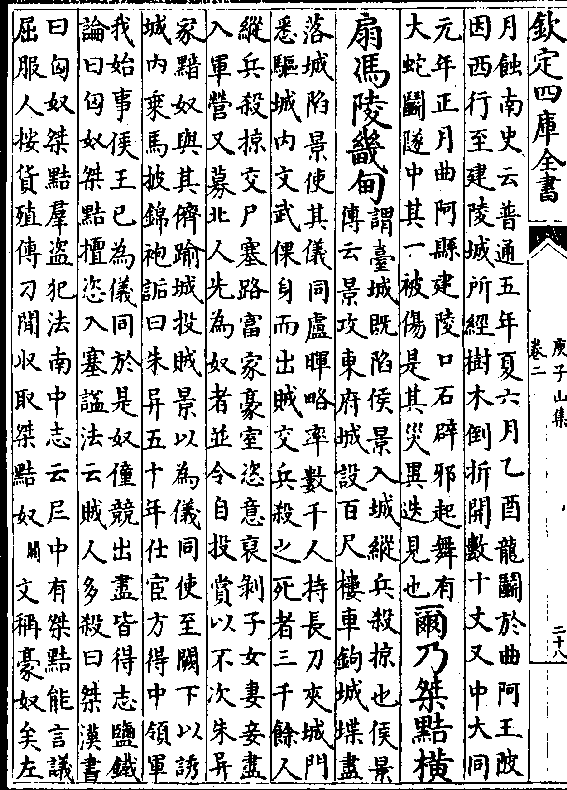 欽定四庫全書
庾子山集
卷二
二十八
月蝕南史云普通五年夏六月乙酉龍鬬於曲阿王陂
因西行至建陵城所經樹木倒折開數十丈又中大同
元年正月曲阿縣建陵口石辟邪起舞有
大蛇鬬隧中其一被傷是其災異迭見也
爾乃桀黠橫
扇馮陵畿甸
謂臺城既陷侯景入城縱兵殺掠也侯景
傳云景攻東府城設百尺樓車鉤城堞盡
落城陷景使其儀同盧暉略率數千人持長刀夾城門
悉驅城内文武倮身而出賊交兵殺之死者三千餘人
縱兵殺掠交尸塞路富家豪室恣意裒剥子女妻妾盡
入軍營又募北人先為奴者並令自投賞以不次朱异
家黯奴與其儕踰城投賊景以為儀同使至闕下以誘
城内乘馬披錦袍詬曰朱异五十年仕宦方得中領軍
我始事侯王已為儀同於是奴僮競出盡皆得志鹽鐵
論曰匈奴桀黠擅恣入塞諡法云賊人多殺曰桀漢書
曰匈奴桀黠羣盗犯法南中志云𡰥中有桀黠能言議
屈服人按貨殖傳刁閒收取桀黠奴文稱豪奴矣左